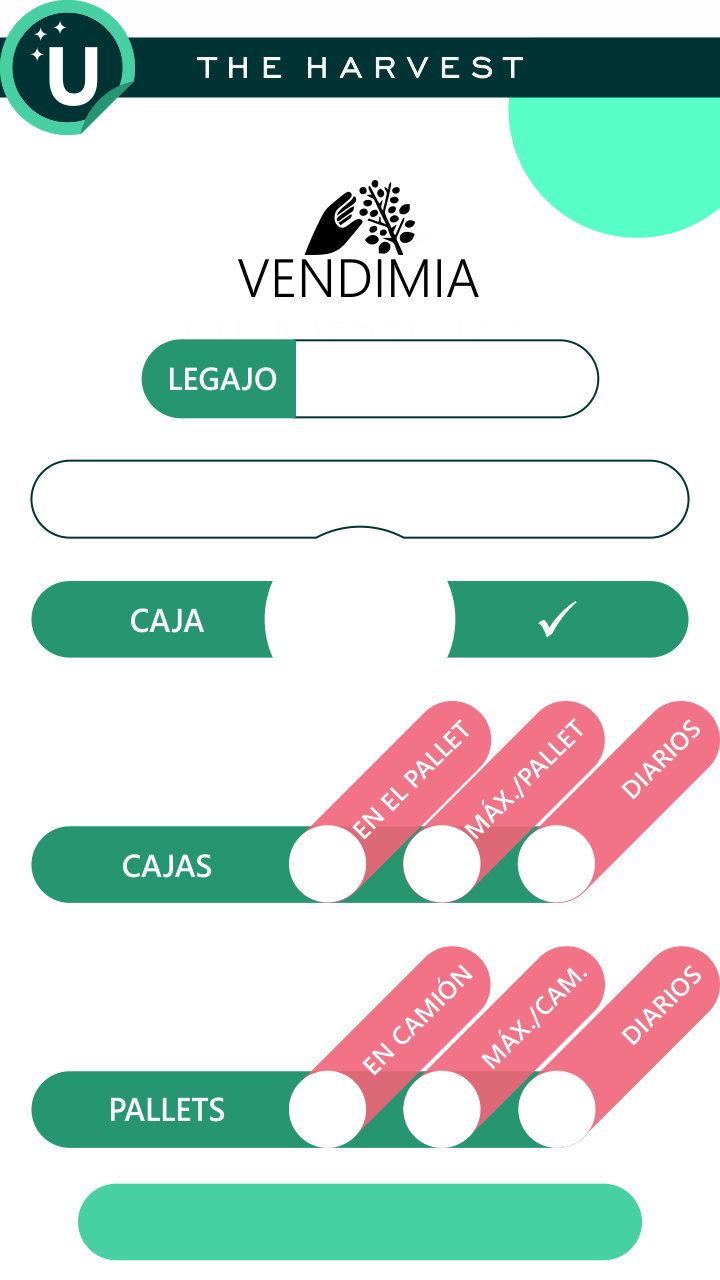 U
THE HARVEST
VENDIMIA
LEGAJO
CAJA
EN EL PALLET
MÁX./PALLET
DIARIOS
CAJAS
EN CAMIÓN
MÁX./CAM.
DIARIOS
PALLETS